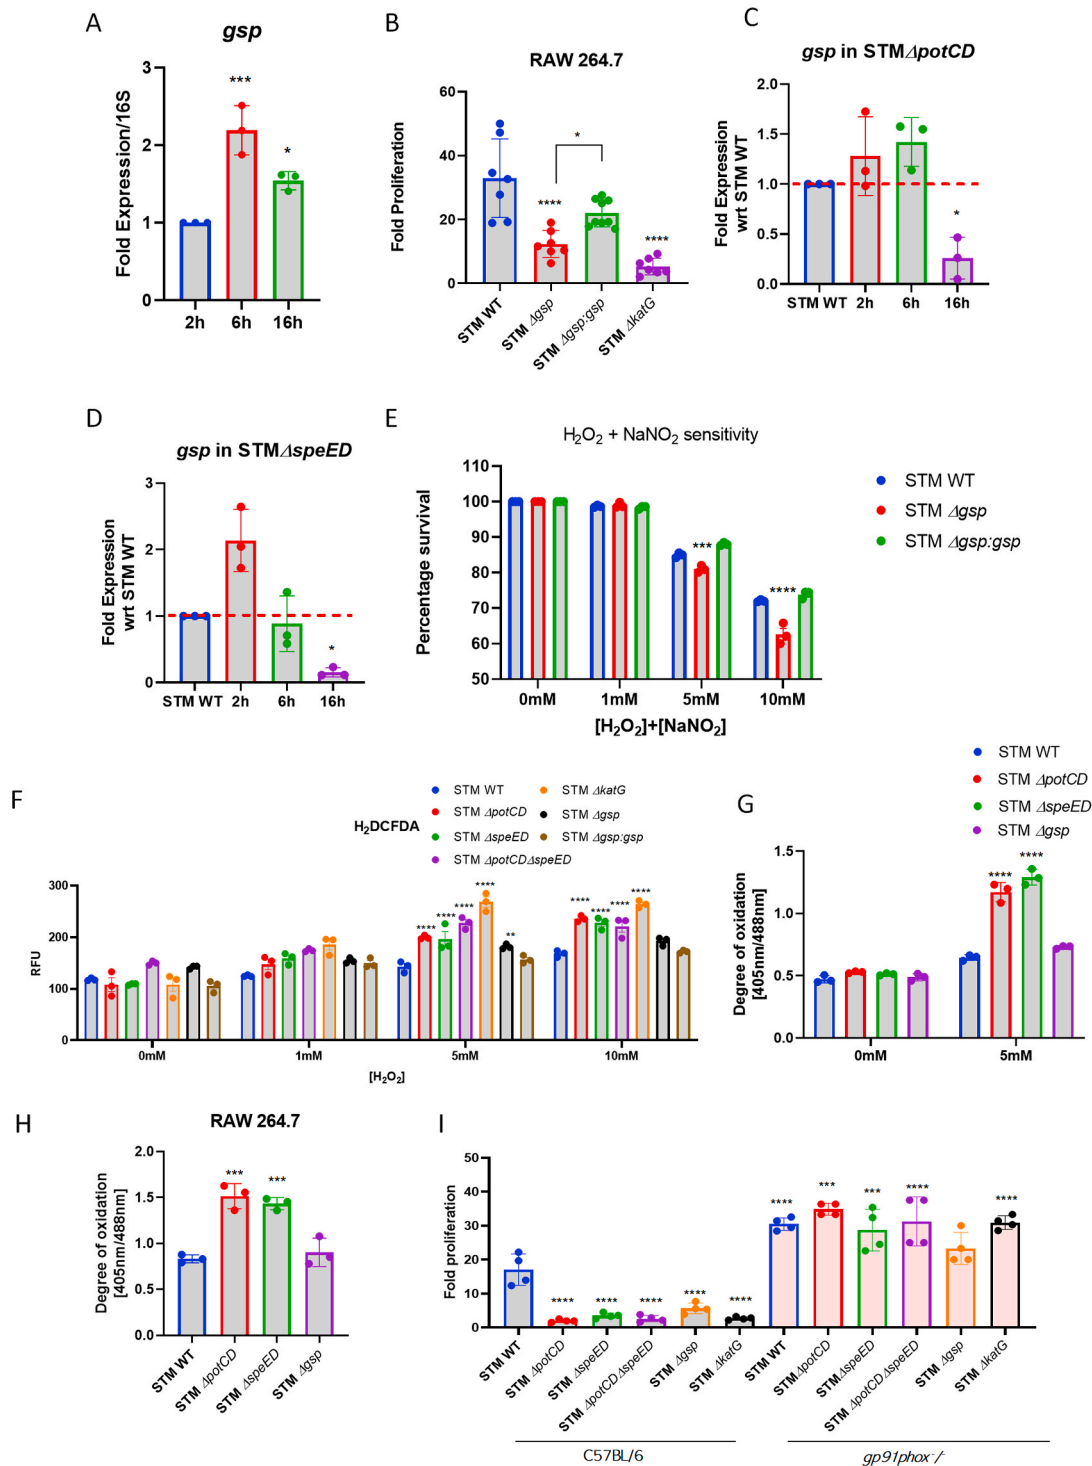 A
gsp
Fold Expression/16S
3
2
1
0
***
*
2h 6h 16h
B
RAW 264.7
Fold Proliferation
60
40
20
0
****
*
****
STM WT
STM Δgsp
STM Δgsp:gsp
STM ΔkatG
C
gsp in STMΔpotCD
Fold Expression
wrt STM WT
2.0
1.5
1.0
0.5
0.0
*
STM WT 2h 6h 16h
D
gsp in STMΔspeED
Fold Expression
wrt STM WT
3
2
1
0
*
STM WT 2h 6h 16h
E
H₂O₂ + NaNO₂ sensitivity
Percentage survival
100
90
80
70
60
50
***
****
0mM 1mM 5mM 10mM
[H₂O₂]+[NaNO₂]
STM WT
STM Δgsp
STM Δgsp:gsp
F
H₂DCFDA
STM WT
STM ΔpotCD
STM ΔspeED
STM ΔpotCDΔspeED
STM ΔkatG
STM Δgsp
STM Δgsp:gsp
RFU
300
200
100
0
**** **** **** **** **
**** **** **** ****
0mM 1mM 5mM 10mM
[H₂O₂]
G
STM WT
STM ΔpotCD
STM ΔspeED
STM Δgsp
Degree of oxidation
[405nm/488nm]
1.5
1.0
0.5
0.0
**** ****
0mM 5mM
H
RAW 264.7
Degree of oxidation
[405nm/488nm]
2.0
1.5
1.0
0.5
0.0
*** ***
STM WT
STM ΔpotCD
STM ΔspeED
STM Δgsp
I
Fold proliferation
50
40
30
20
10
0
**** **** **** **** ****
**** *** *** **** ****
STM WT
STM ΔpotCD
STM ΔspeED
STM ΔpotCDΔspeED
STM Δgsp
STM ΔkatG
STM WT
STMΔpotCD
STMΔspeED
STM ΔpotCDΔspeED
STM Δgsp
STM ΔkatG
C57BL/6
gp91phox⁻/⁻